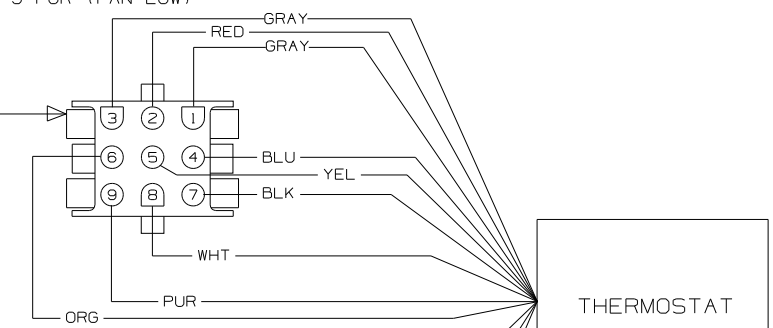 GRAY
RED
GRAY
3 2 1
6 5 4 BLU
YEL
9 8 7 BLK
WHT
PUR
THERMOSTAT
ORG